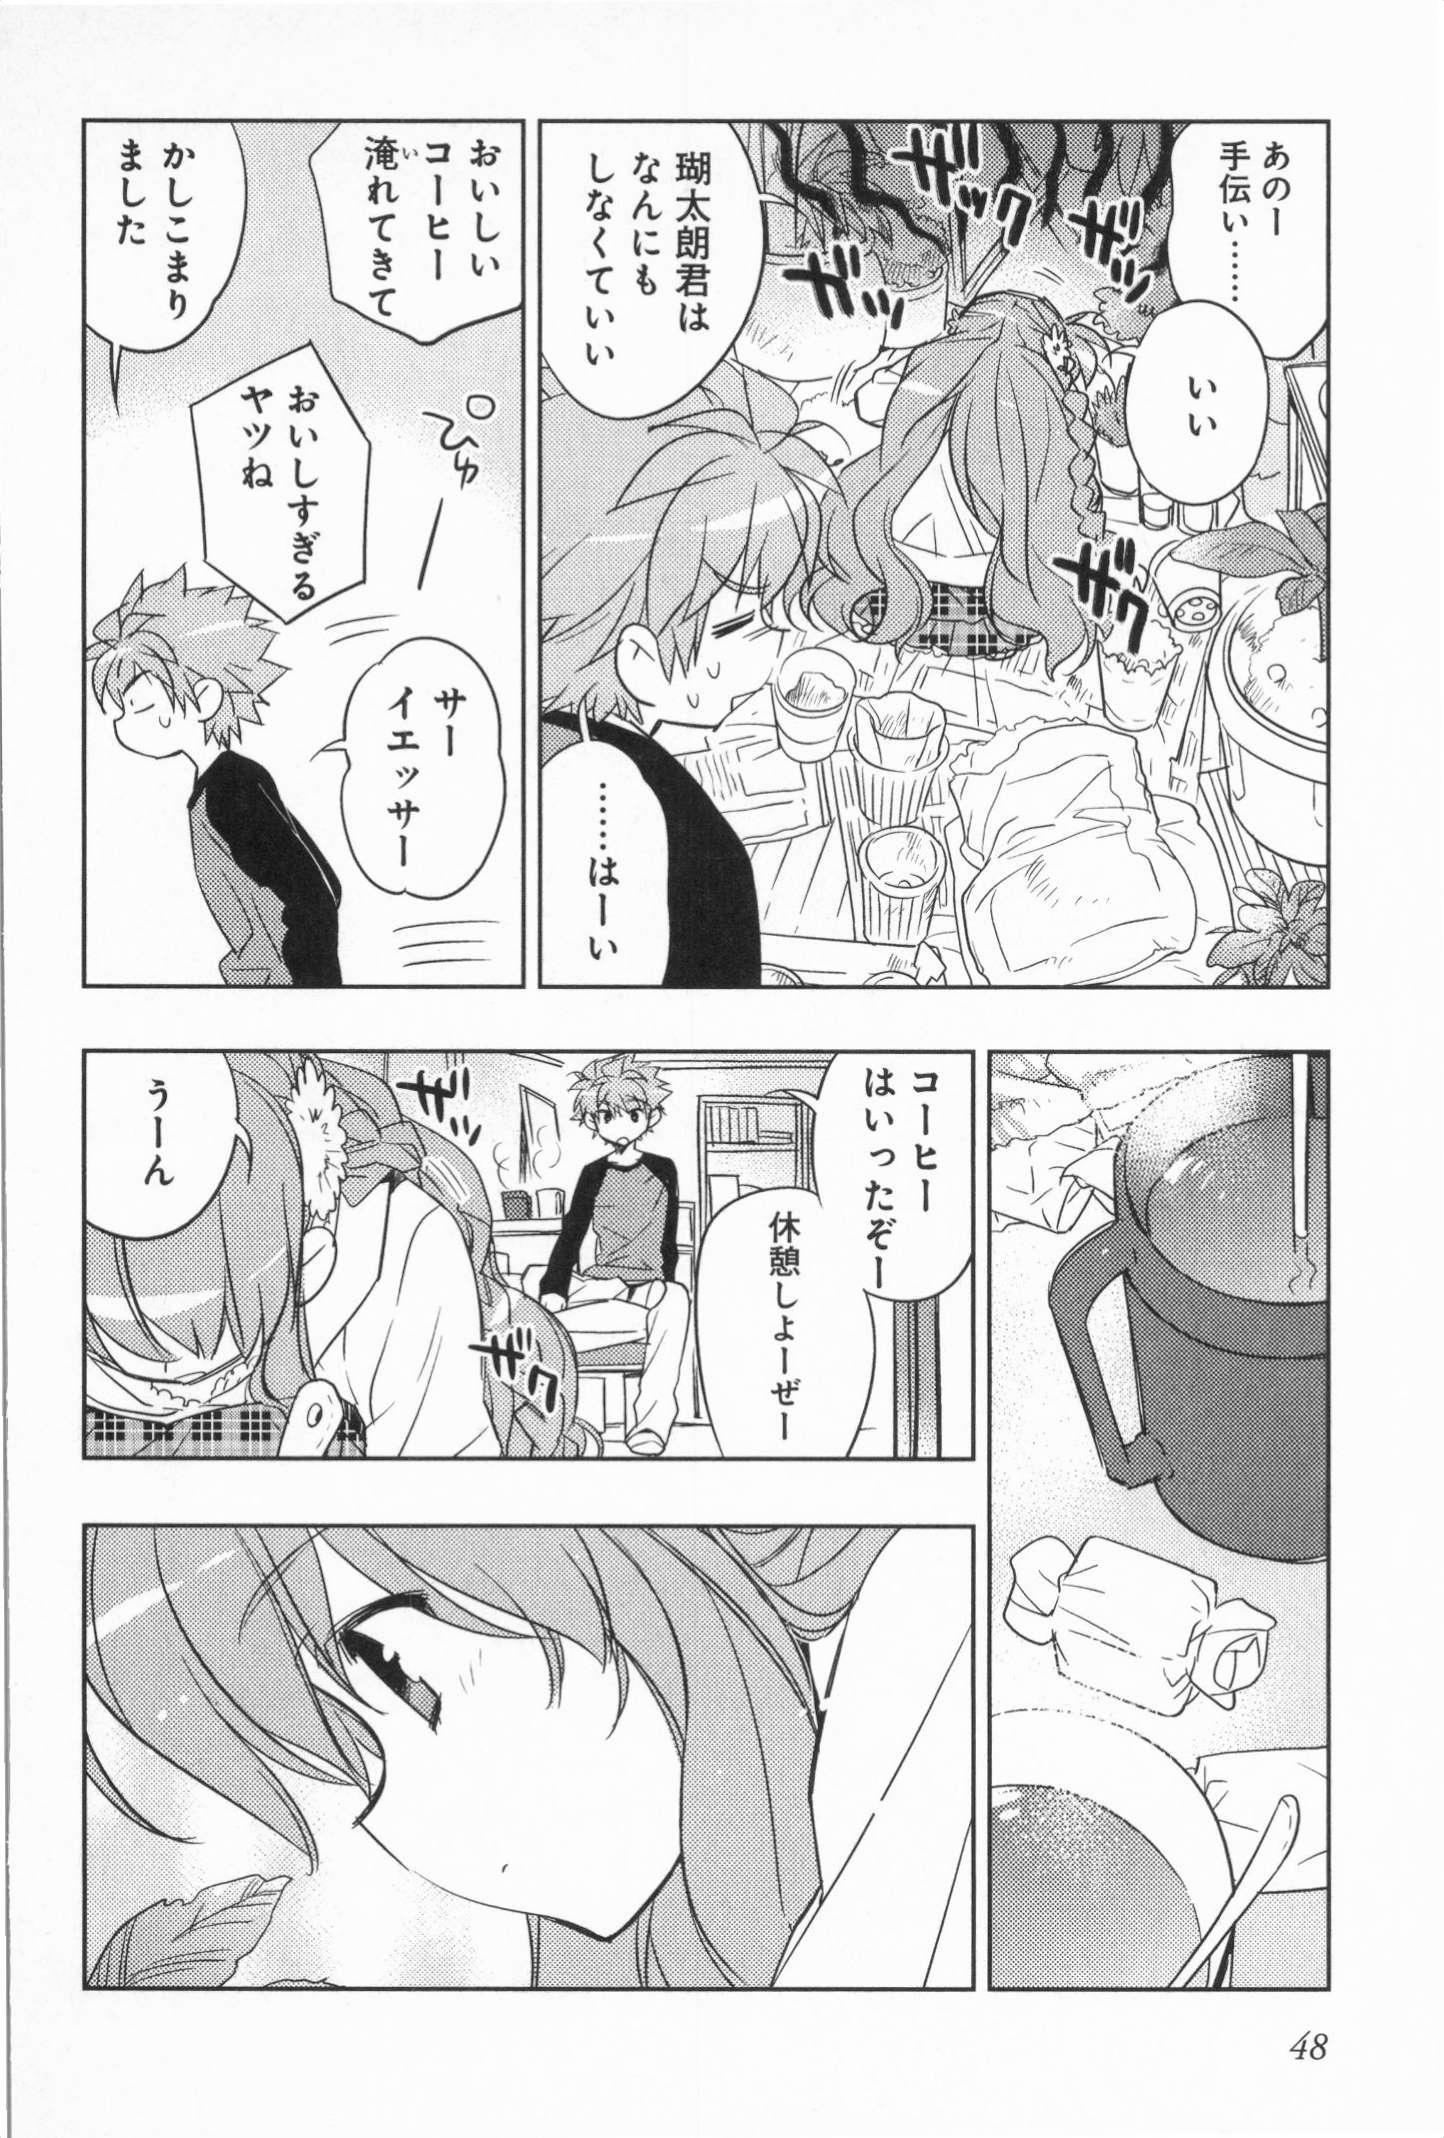 あのー
手伝い……
いい
瑚太朗君は
なんにも
しなくていい
……はーい
ザッ
ザックザック
ザッ
ザック
おいしい
コーヒー
淹れてきて
かしこまり
ました
おいしすぎる
ヤツね
サー
イエッサー
ぴゅー
コーヒー
はいったぞー
休憩しよーぜー
うーん
ザッ
ザク
48